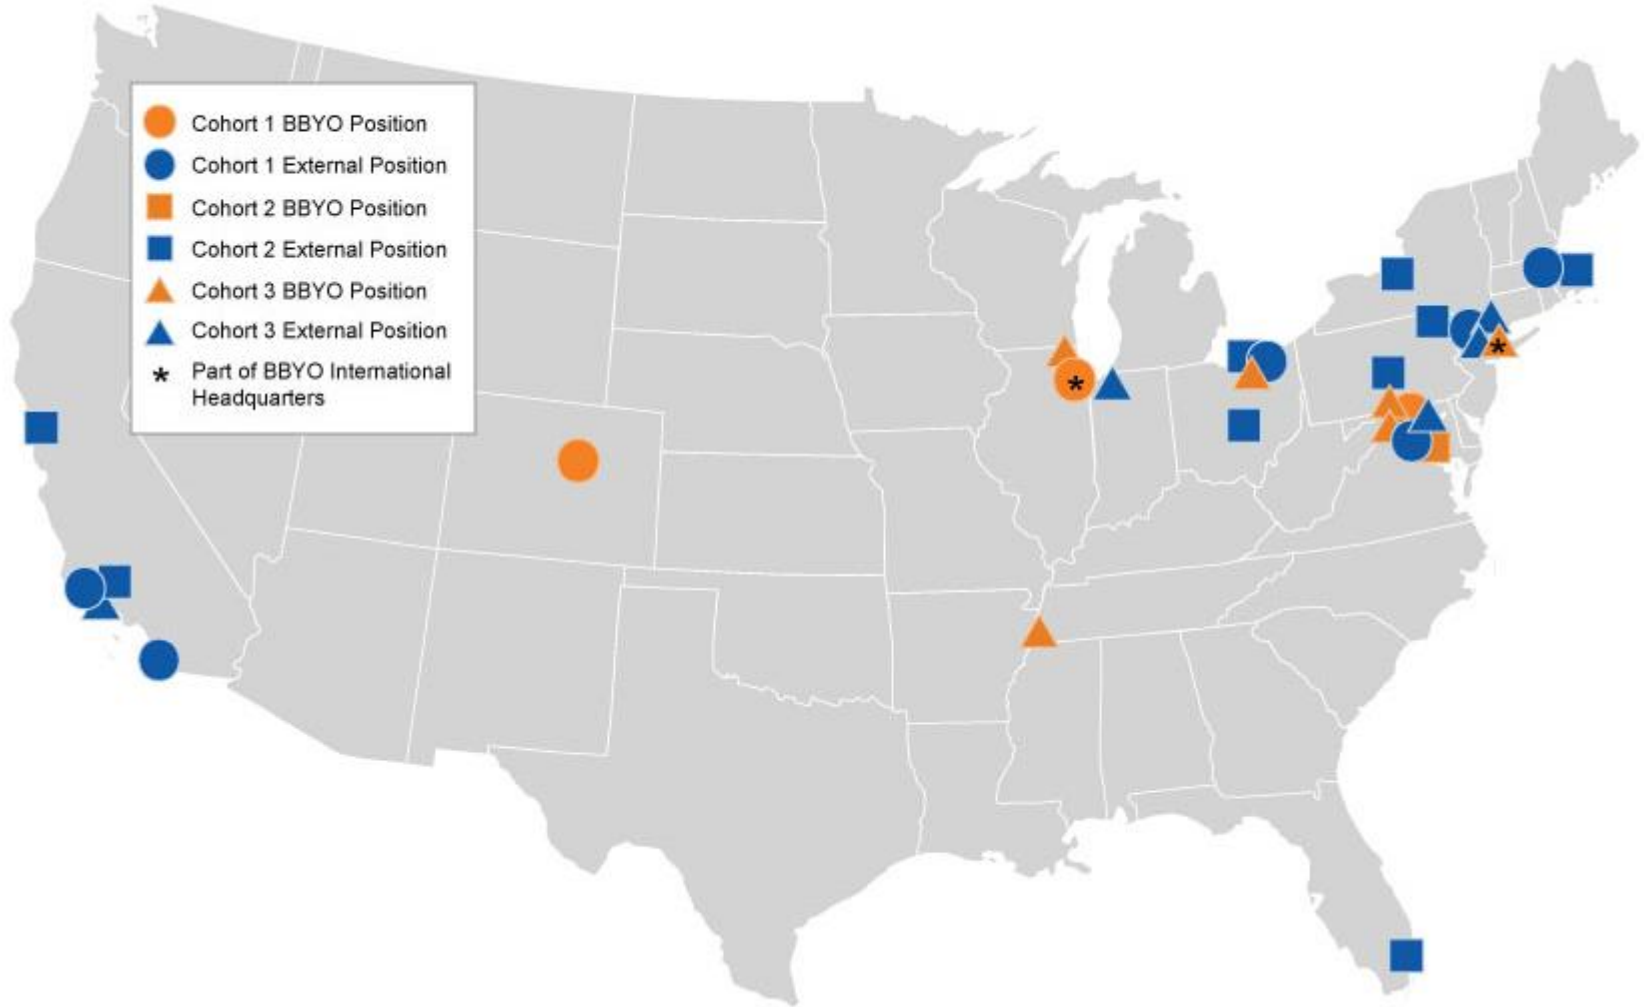 Cohort 1 BBYO Position
Cohort 1 External Position
Cohort 2 BBYO Position
Cohort 2 External Position
Cohort 3 BBYO Position
Cohort 3 External Position
* Part of BBYO International
Headquarters
*
*